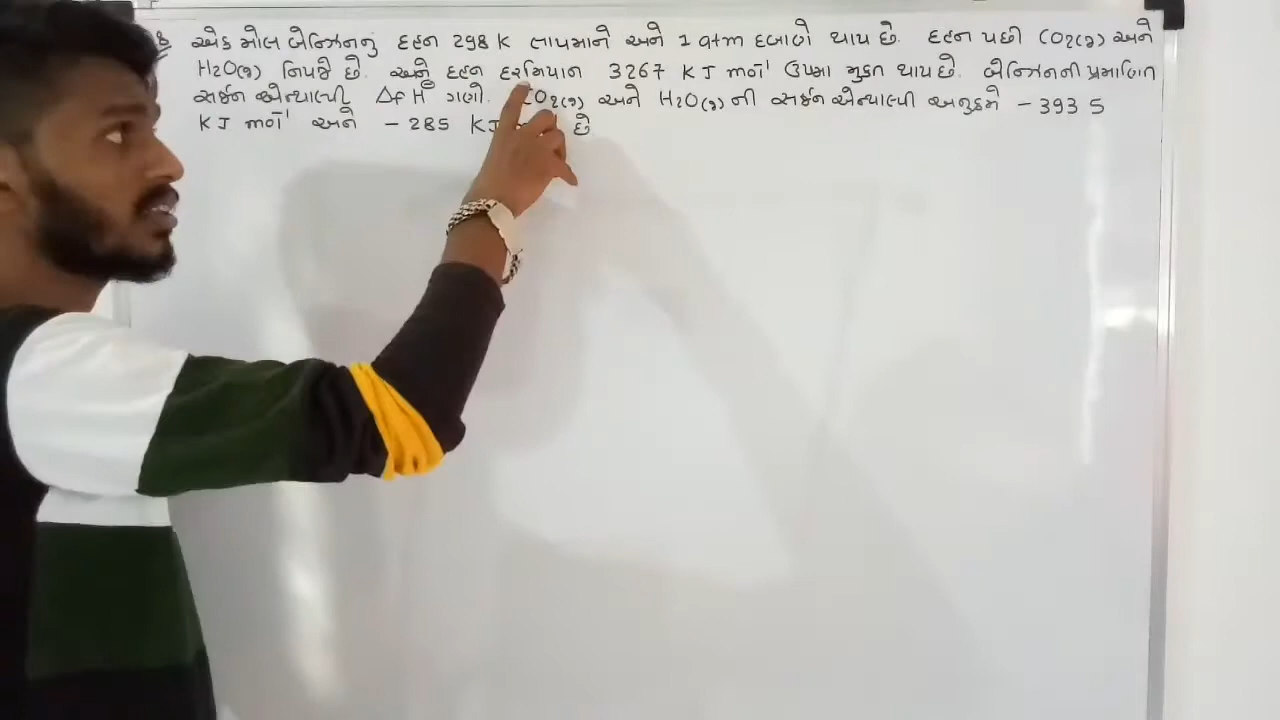 એક મોલ બેન્ઝિનનું દહન 298 K તાપમાને અને 1 atm દબાણે થાય છે. દહન પછી CO2(g) અને
H2O(g) નિપજે છે. અને દહન દરમિયાન 3267 KJ mol⁻¹ ઉષ્મા મુક્ત થાય છે. બેન્ઝિનની પ્રમાણિત
સર્જન એન્થાલ્પી ΔfH ગણો. CO2(g) અને H2O(g) ની સર્જન એન્થાલ્પી અનુક્રમે - 393 5
KJ mol⁻¹ અને - 285 KJ છે